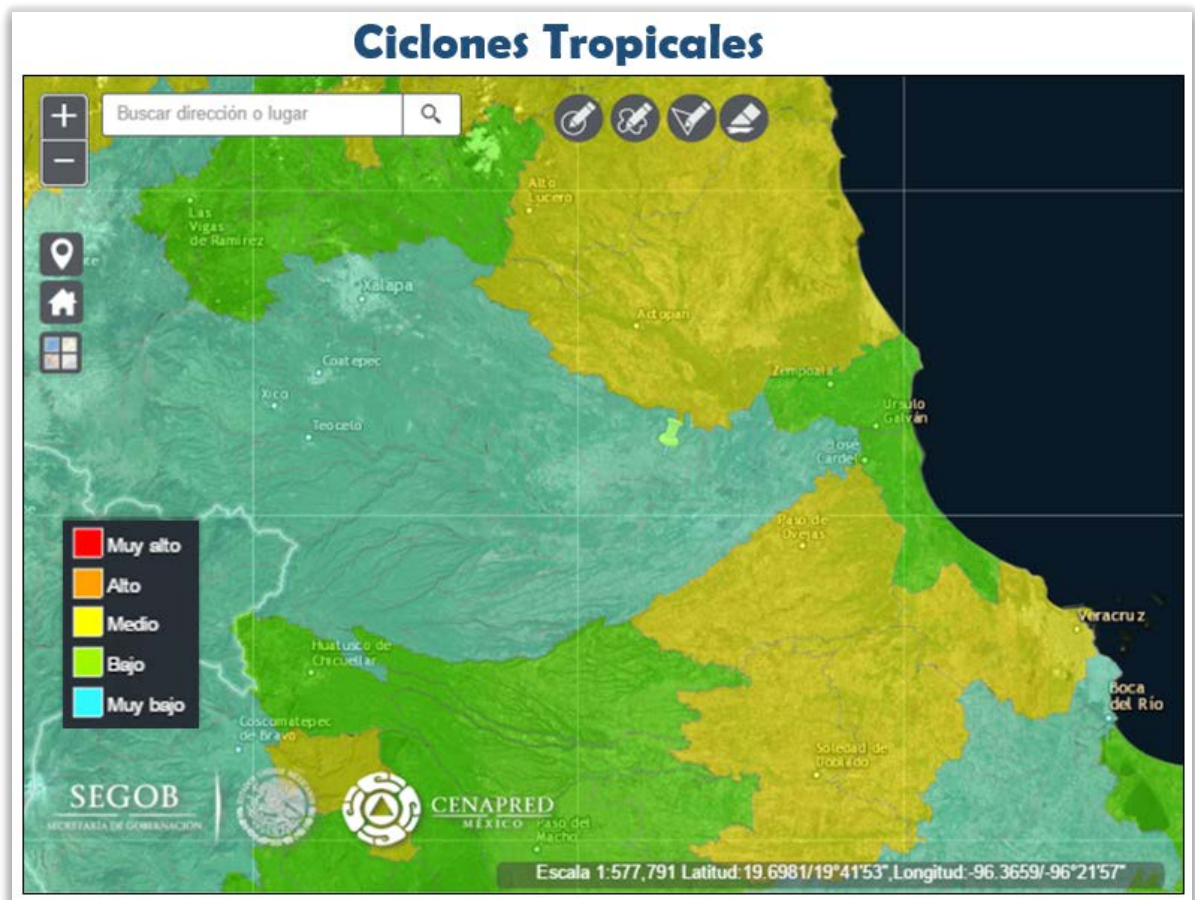 Ciclones Tropicales
+
Buscar dirección o lugar
−
Alto
Lucero
Las
Vigas
de Ramírez
te
Xalapa
Actopan
Coatepec
Zempoala
Xico
Ursulo
Galván
Teocelo
José
Cardel
Paso de
Ovejas
Muy alto
Alto
Medio
Bajo
Muy bajo
Veracruz
Huatusco de
Chicuellar
Boca
del Río
Coscomatepec
de Bravo
Soledad de
Doblado
SEGOB
SECRETARÍA DE GOBERNACIÓN
CENAPRED
MÉXICO
Paso del
Macho
Escala 1:577,791 Latitud:19.6981/19°41'53",Longitud:-96.3659/-96°21'57"